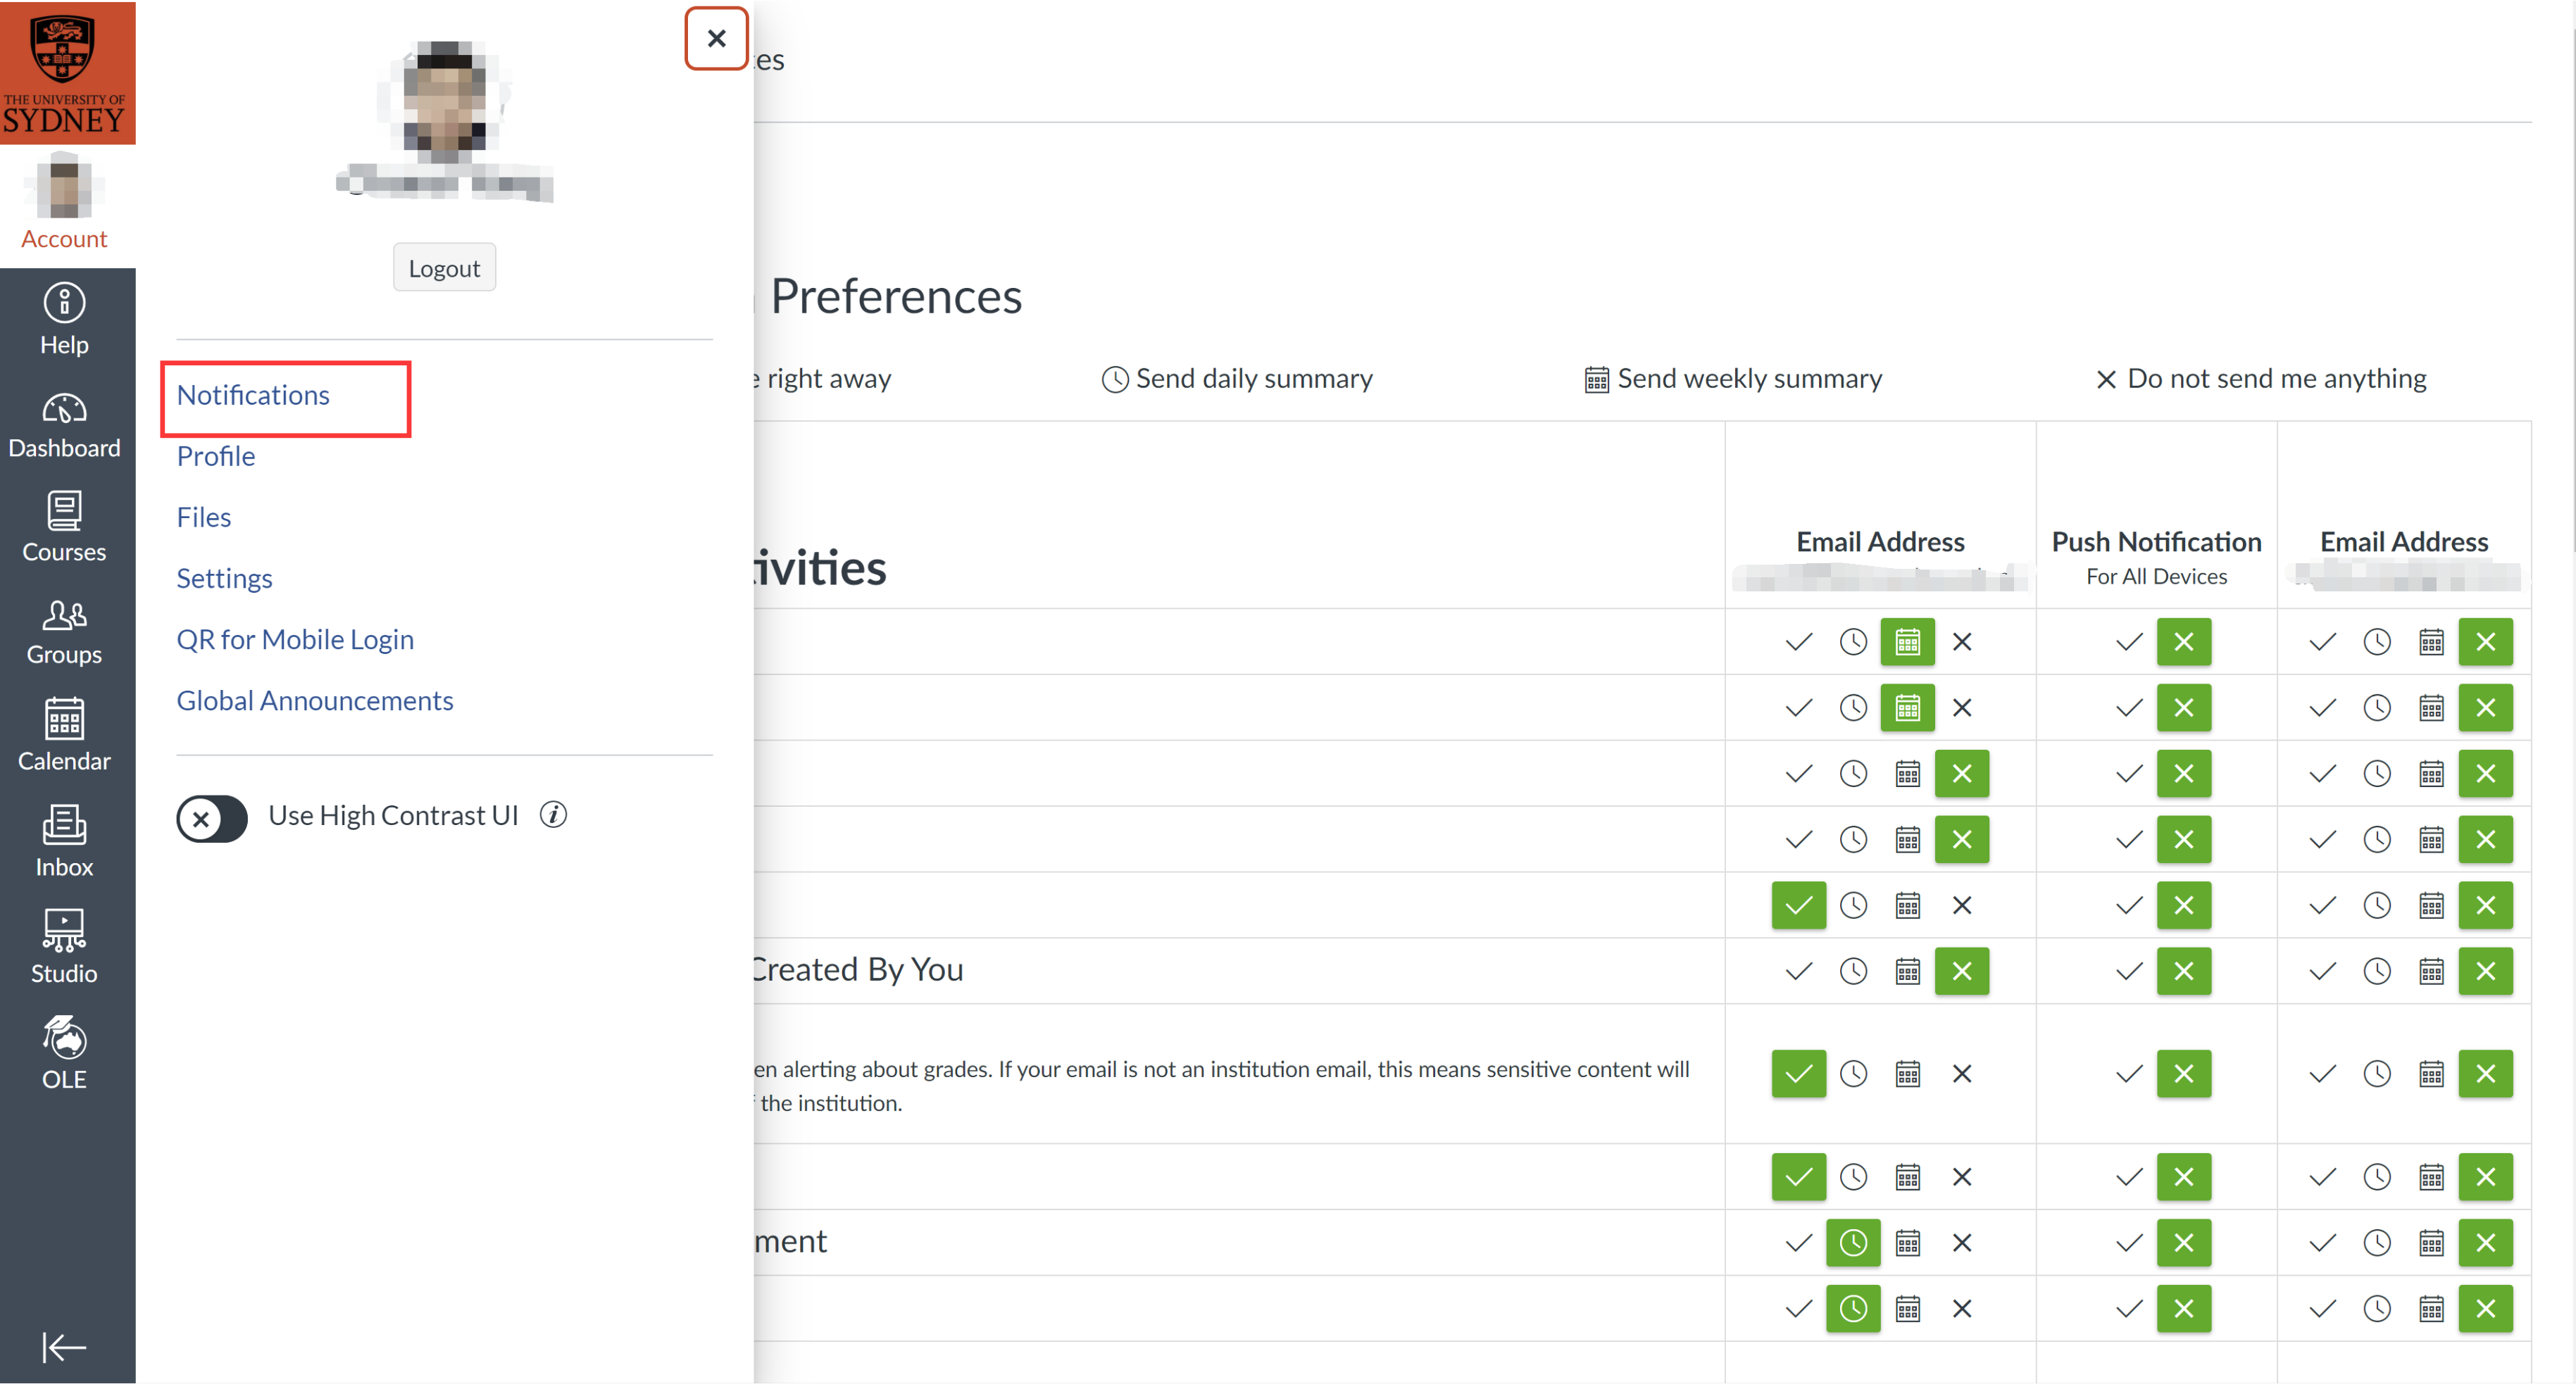 THE UNIVERSITY OF
SYDNEY
Account
Help
Dashboard
Courses
Groups
Calendar
Inbox
Studio
OLE
Logout
Notifications
Profile
Files
Settings
QR for Mobile Login
Global Announcements
Use High Contrast UI
es
Preferences
right away
Send daily summary
Send weekly summary
Do not send me anything
ivities
Email Address
Push Notification
For All Devices
Email Address
Created By You
en alerting about grades. If your email is not an institution email, this means sensitive content will
the institution.
ment